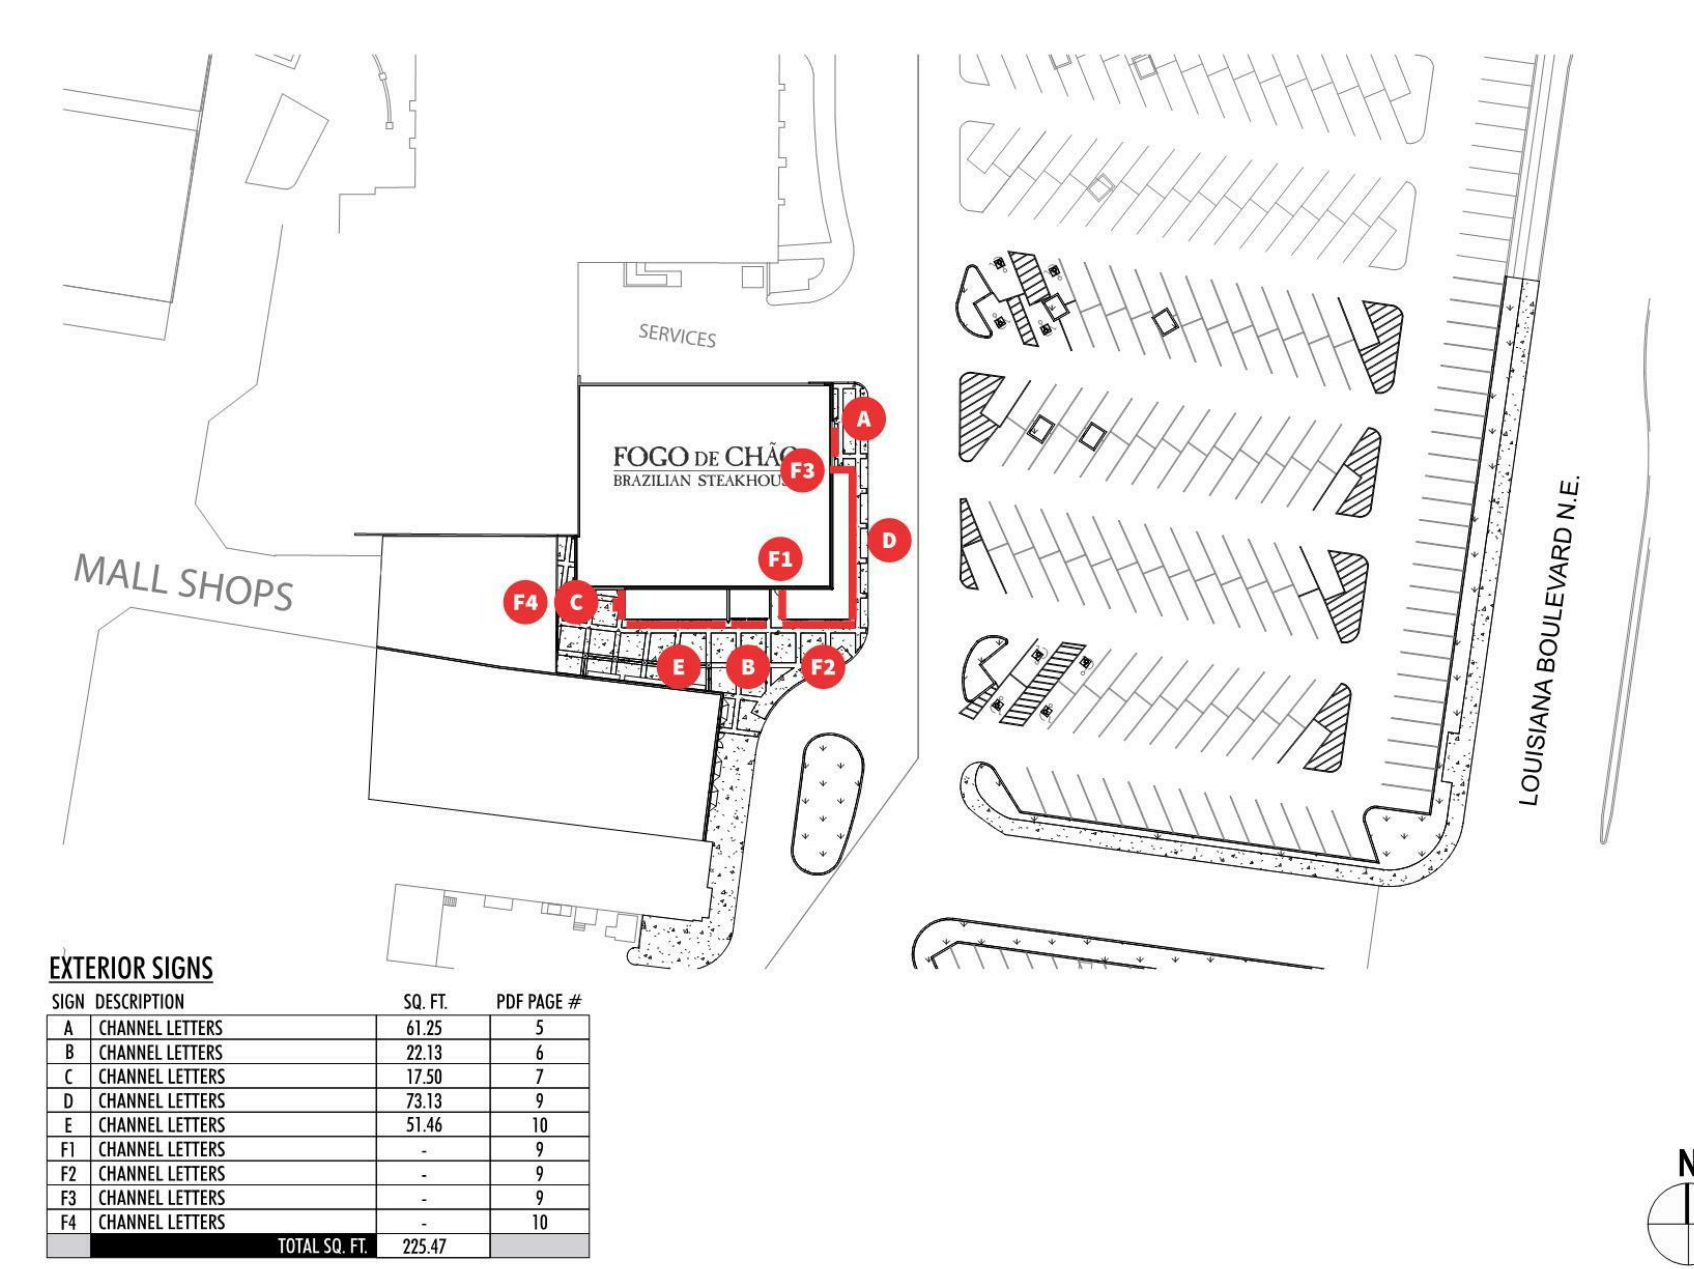 SERVICES
A
FOGO DE CHÃO
BRAZILIAN STEAKHOUS
F3
D
F1
MALL SHOPS
F4
C
E
B
F2
LOUISIANA BOULEVARD N.E.
EXTERIOR SIGNS
SIGN DESCRIPTION SQ. FT. PDF PAGE #
A CHANNEL LETTERS 61.25 5
B CHANNEL LETTERS 22.13 6
C CHANNEL LETTERS 17.50 7
D CHANNEL LETTERS 73.13 9
E CHANNEL LETTERS 51.46 10
F1 CHANNEL LETTERS - 9
F2 CHANNEL LETTERS - 9
F3 CHANNEL LETTERS - 9
F4 CHANNEL LETTERS - 10
TOTAL SQ. FT. 225.47
N